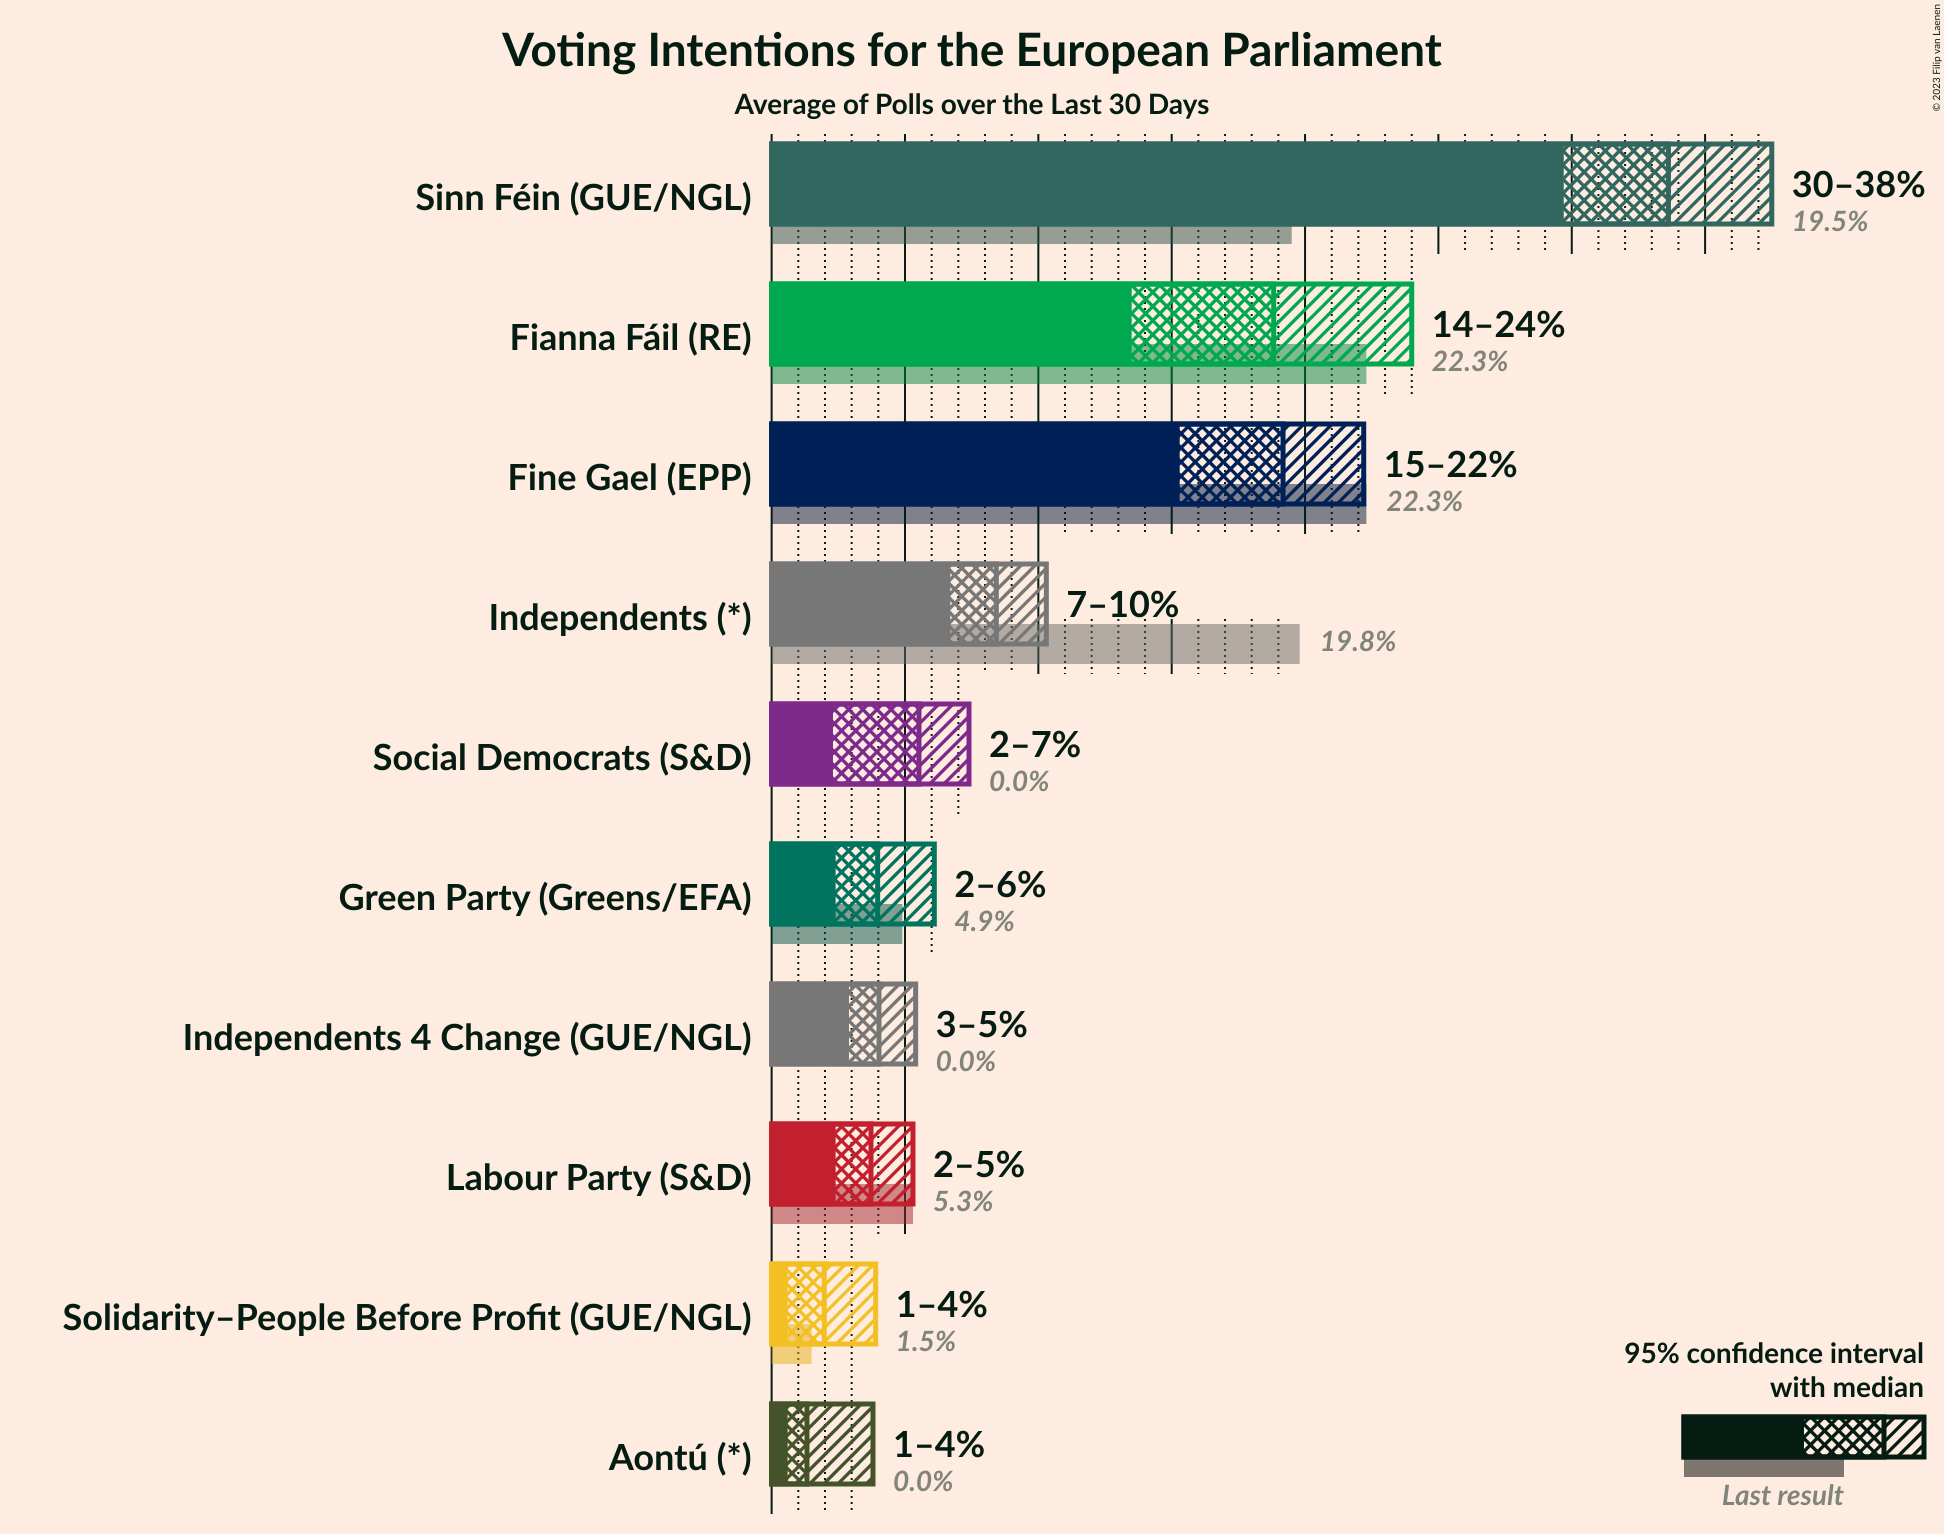 Voting Intentions for the European Parliament
Average of Polls over the Last 30 Days
© 2023 Filip van Laenen
Sinn Féin (GUE/NGL)
30–38%
19.5%
Fianna Fáil (RE)
14–24%
22.3%
Fine Gael (EPP)
15–22%
22.3%
Independents (*)
7–10%
19.8%
Social Democrats (S&D)
2–7%
0.0%
Green Party (Greens/EFA)
2–6%
4.9%
Independents 4 Change (GUE/NGL)
3–5%
0.0%
Labour Party (S&D)
2–5%
5.3%
Solidarity–People Before Profit (GUE/NGL)
1–4%
1.5%
Aontú (*)
1–4%
0.0%
95% confidence interval
with median
Last result